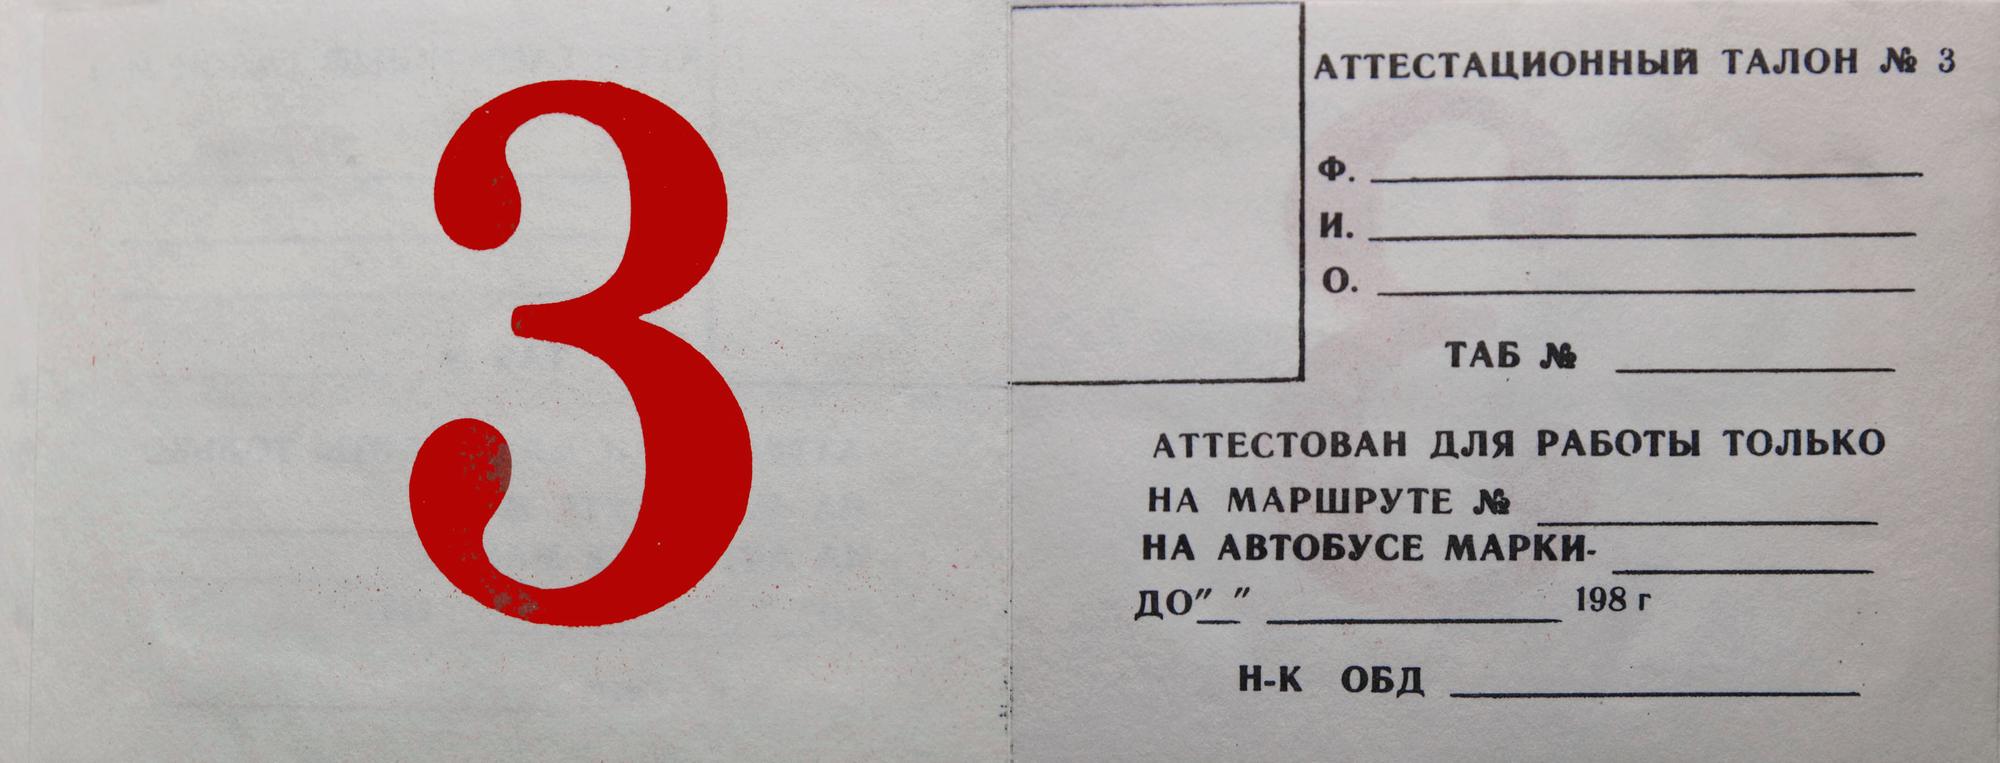 3
АТТЕСТАЦИОННЫЙ ТАЛОН № 3
Ф.
И.
О.
ТАБ №
АТТЕСТОВАН ДЛЯ РАБОТЫ ТОЛЬКО
НА МАРШРУТЕ №
НА АВТОБУСЕ МАРКИ-
ДО" " 198 г
Н-К ОБД